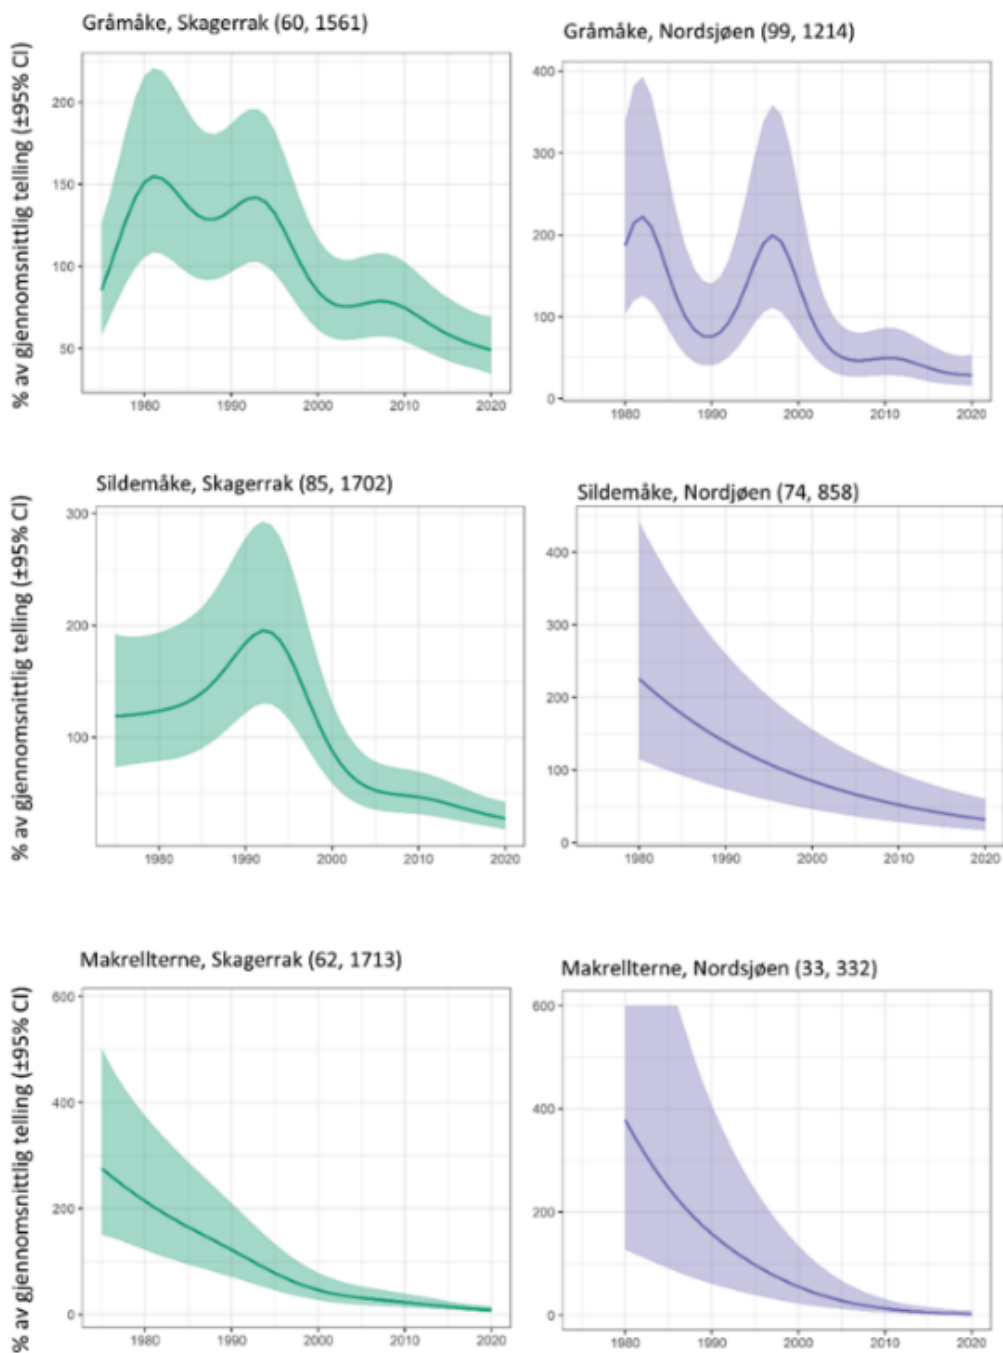 Gråmåke, Skagerrak (60, 1561)
Gråmåke, Nordsjøen (99, 1214)
% av gjennomsnittlig telling (±95% CI)
200
150
100
50
1980 1990 2000 2010 2020
400
300
200
100
0
1980 1990 2000 2010 2020
Sildemåke, Skagerrak (85, 1702)
Sildemåke, Nordjøen (74, 858)
% av gjennomsnittlig telling (±95% CI)
300
200
100
1980 1990 2000 2010 2020
400
300
200
100
0
1980 1990 2000 2010 2020
Makrellterne, Skagerrak (62, 1713)
Makrellterne, Nordsjøen (33, 332)
% av gjennomsnittlig telling (±95% CI)
600
400
200
0
1980 1990 2000 2010 2020
600
400
200
0
1980 1990 2000 2010 2020